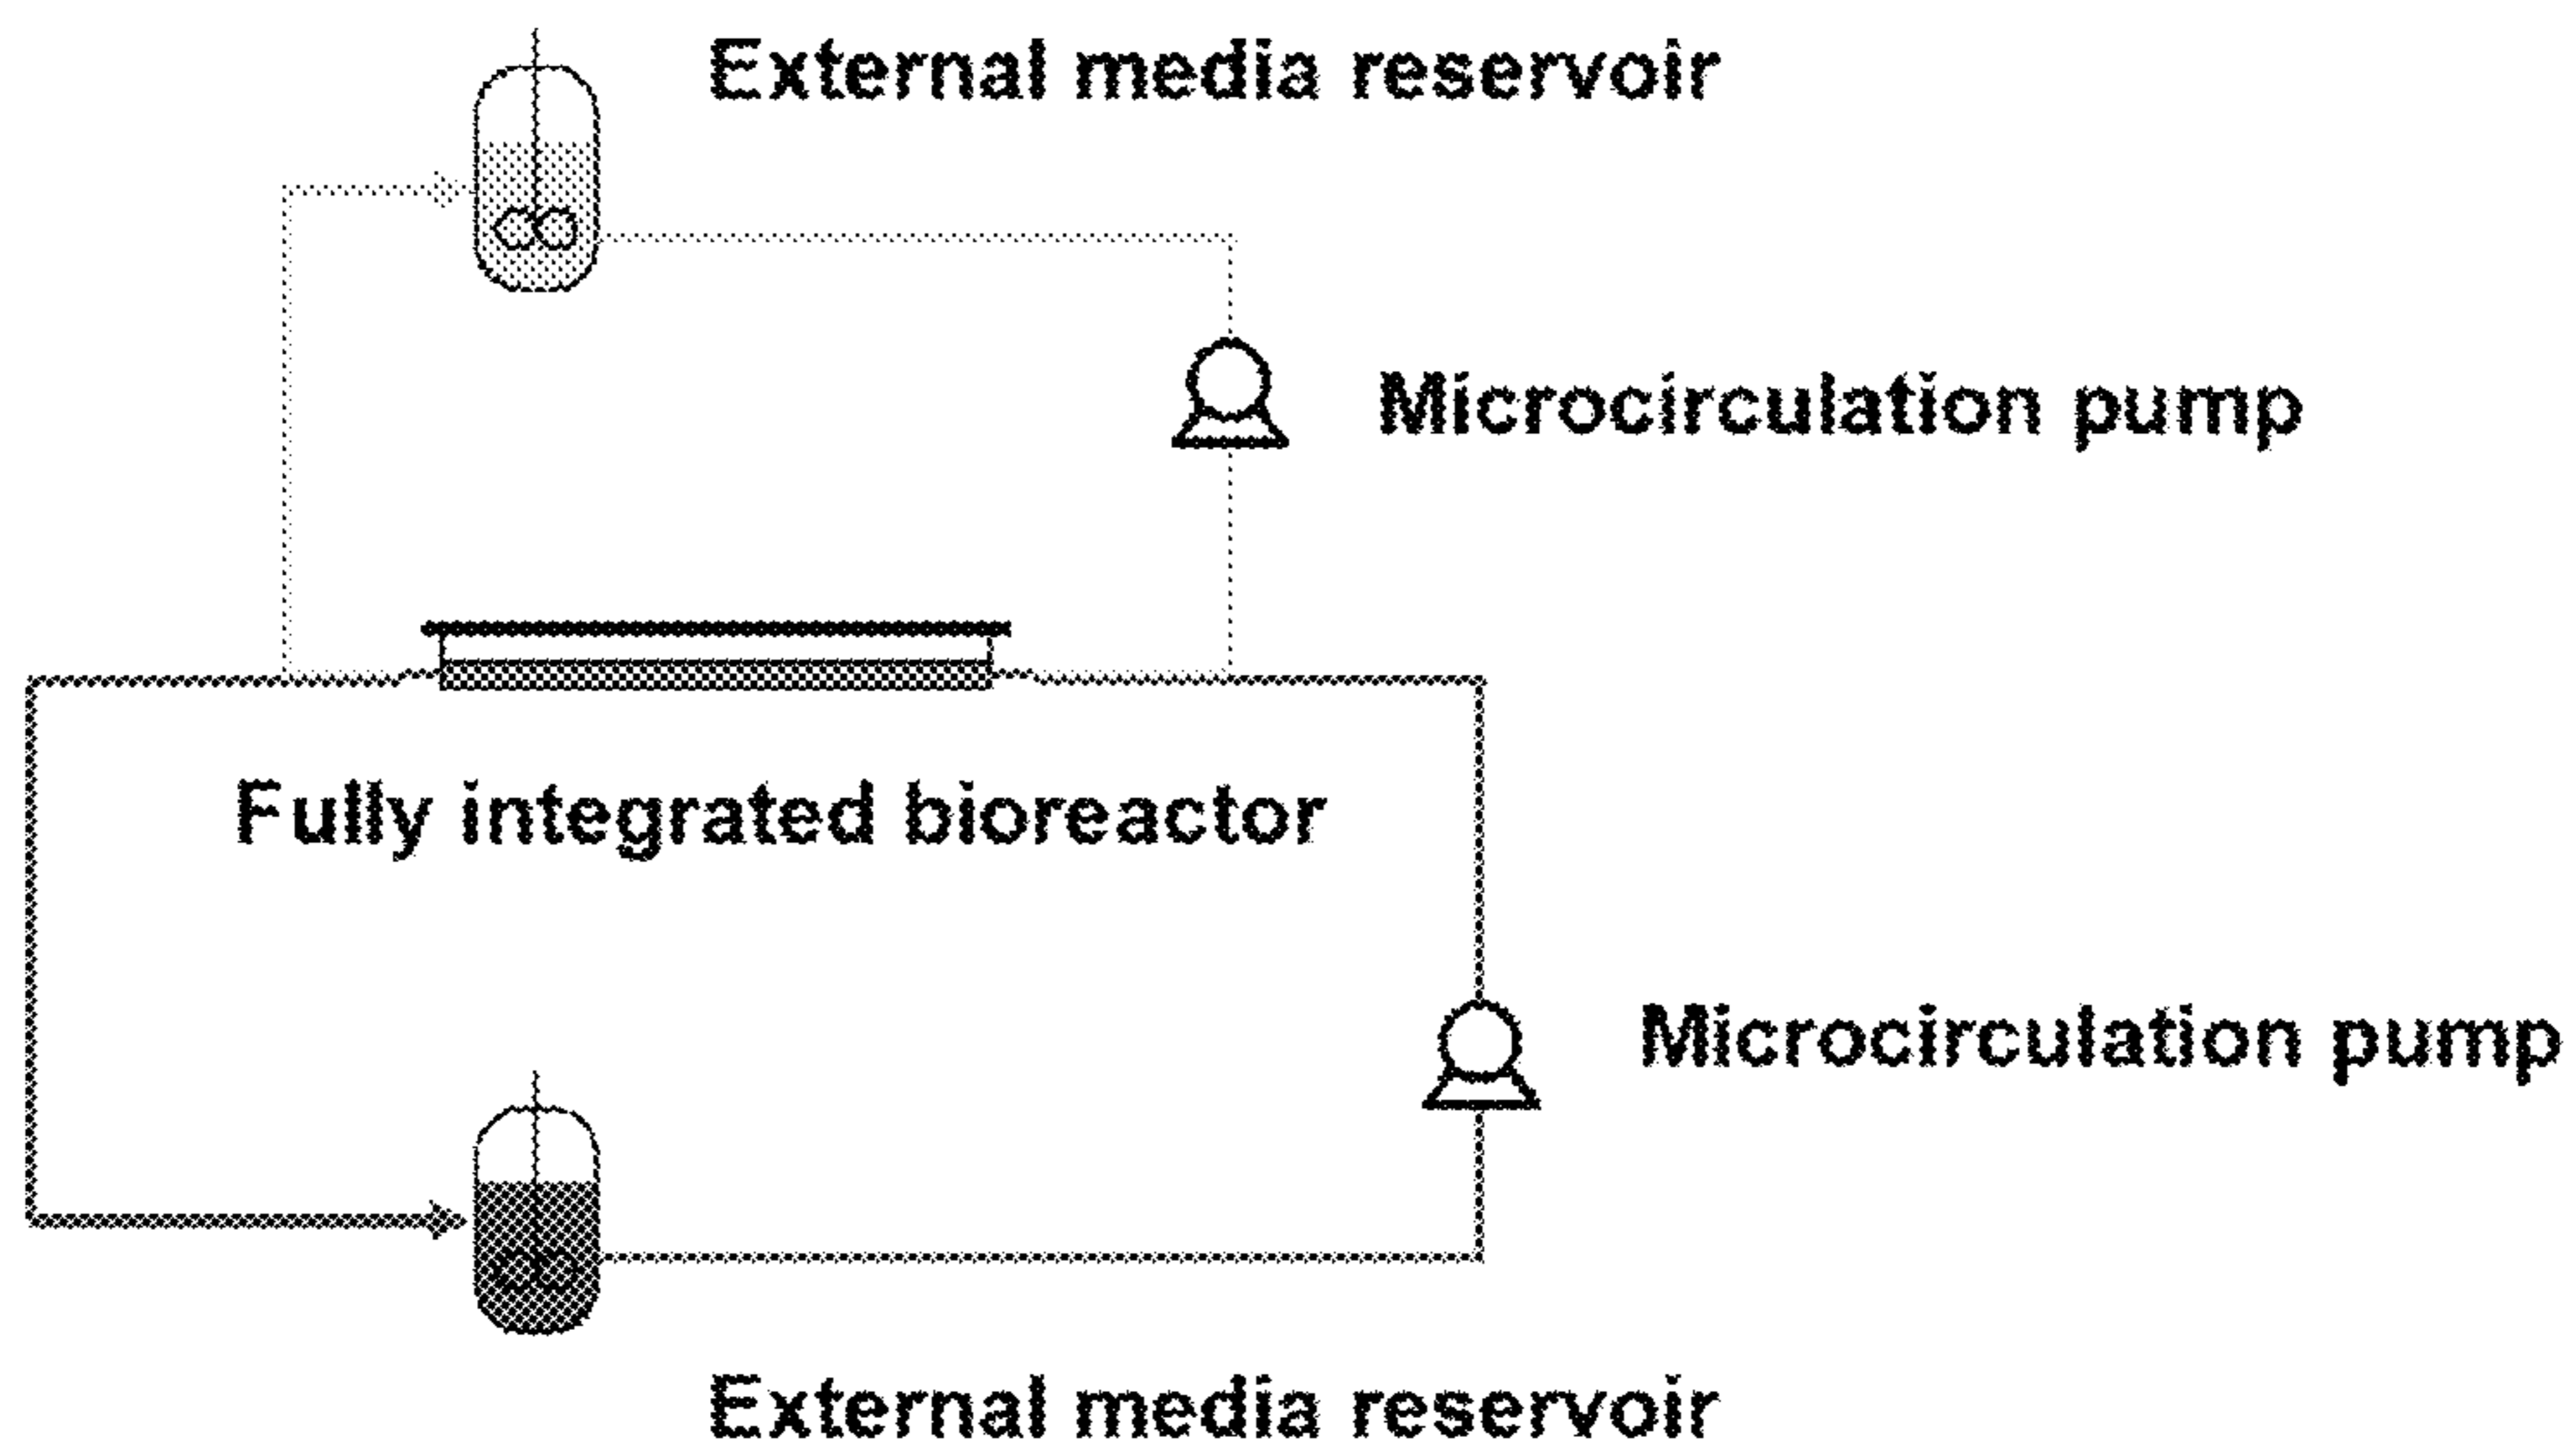 External media reservoir
Microcirculation pump
Fully integrated bioreactor
Microcirculation pump
External media reservoir